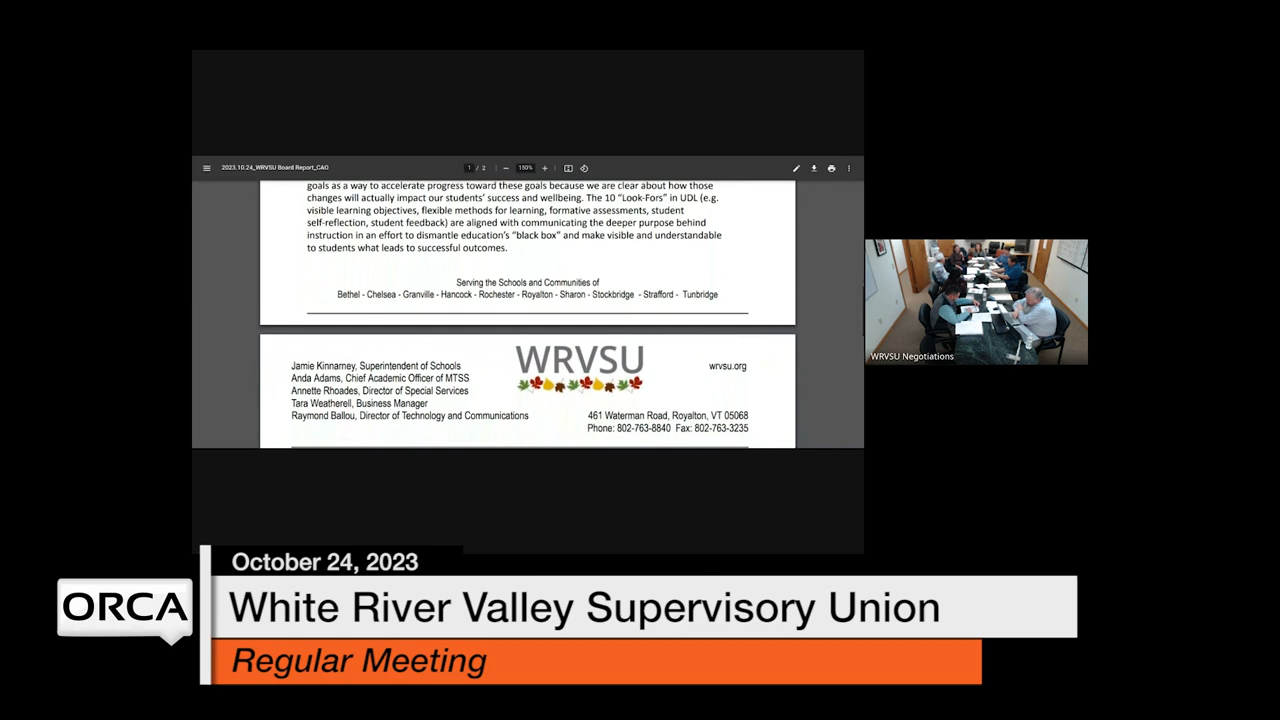 2023.10.24_WRVSU Board Report_CAO
1 / 2
150%
goals as a way to accelerate progress toward these goals because we are clear about how those
changes will actually impact our students' success and wellbeing. The 10 "Look-Fors" in UDL (e.g.
visible learning objectives, flexible methods for learning, formative assessments, student
self-reflection, student feedback) are aligned with communicating the deeper purpose behind
instruction in an effort to dismantle education's "black box" and make visible and understandable
to students what leads to successful outcomes.
Serving the Schools and Communities of
Bethel - Chelsea - Granville - Hancock - Rochester - Royalton - Sharon - Stockbridge - Strafford - Tunbridge
Jamie Kinnarney, Superintendent of Schools
Anda Adams, Chief Academic Officer of MTSS
Annette Rhoades, Director of Special Services
Tara Weatherell, Business Manager
Raymond Ballou, Director of Technology and Communications
WRVSU
wrvsu.org
461 Waterman Road, Royalton, VT 05068
Phone: 802-763-8840 Fax: 802-763-3235
WRVSU Negotiations
October 24, 2023
ORCA
White River Valley Supervisory Union
Regular Meeting